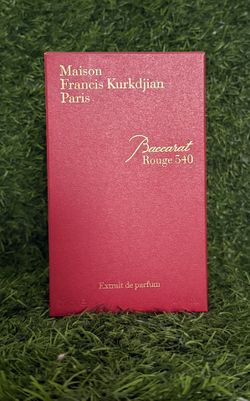 Maison
Francis Kurkdjian
Paris
Baccarat
Rouge 540
Extrait de parfum